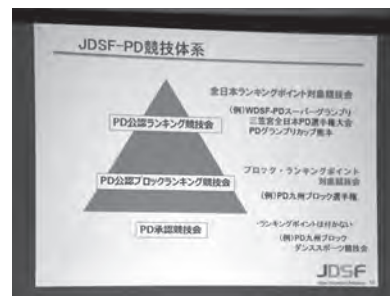 JDSF-PD競技体系
全日本ランキングポイント対象競技会
(例)WDSF-PDスーパーグランプリ
三笠宮全日本PD選手権大会
PDグランプリカップ熊本
PD公認ランキング競技会
ブロック・ランキングポイント
対象競技会
(例)PD九州ブロック選手権
PD公認ブロックランキング競技会
・ランキングポイントは付かない
(例)PD九州ブロック
ダンススポーツ競技会
PD承認競技会
JDSF